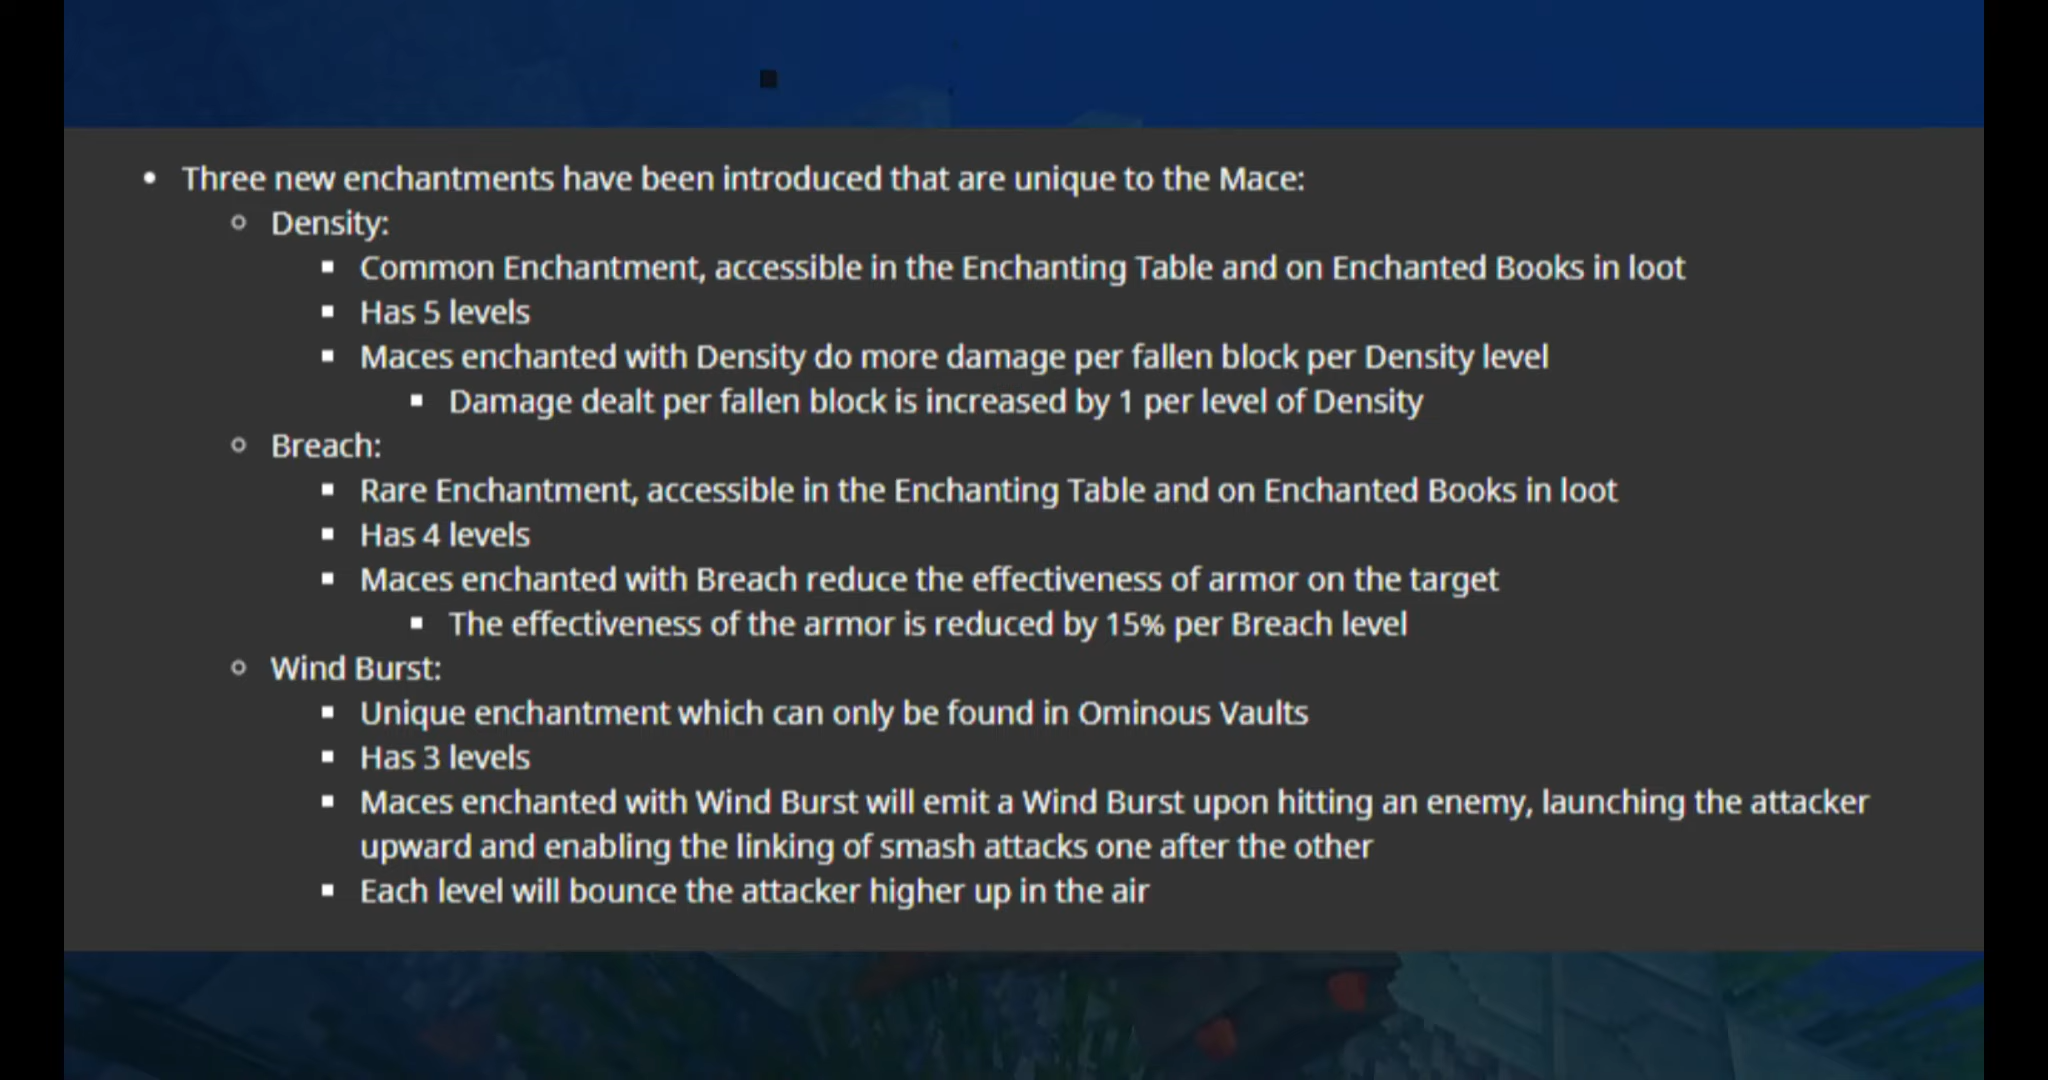 Three new enchantments have been introduced that are unique to the Mace:
Density:
Common Enchantment, accessible in the Enchanting Table and on Enchanted Books in loot
Has 5 levels
Maces enchanted with Density do more damage per fallen block per Density level
Damage dealt per fallen block is increased by 1 per level of Density
Breach:
Rare Enchantment, accessible in the Enchanting Table and on Enchanted Books in loot
Has 4 levels
Maces enchanted with Breach reduce the effectiveness of armor on the target
The effectiveness of the armor is reduced by 15% per Breach level
Wind Burst:
Unique enchantment which can only be found in Ominous Vaults
Has 3 levels
Maces enchanted with Wind Burst will emit a Wind Burst upon hitting an enemy, launching the attacker
upward and enabling the linking of smash attacks one after the other
Each level will bounce the attacker higher up in the air